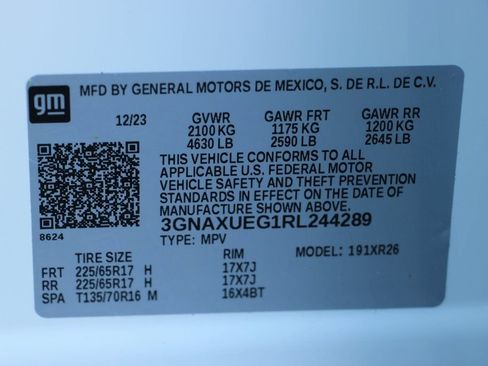 gm MFD BY GENERAL MOTORS DE MEXICO, S. DE R.L. DE C.V.
12/23 GVWR GAWR FRT GAWR RR
2100 KG 1175 KG 1200 KG
4630 LB 2590 LB 2645 LB
THIS VEHICLE CONFORMS TO ALL
APPLICABLE U.S. FEDERAL MOTOR
VEHICLE SAFETY AND THEFT PREVENTION
STANDARDS IN EFFECT ON THE DATE OF
MANUFACTURE SHOWN ABOVE.
8624 3GNAXUEG1RL244289
TYPE: MPV MODEL: 191XR26
TIRE SIZE RIM
FRT 225/65R17 H 17X7J
RR 225/65R17 H 17X7J
SPA T135/70R16 M 16X4BT